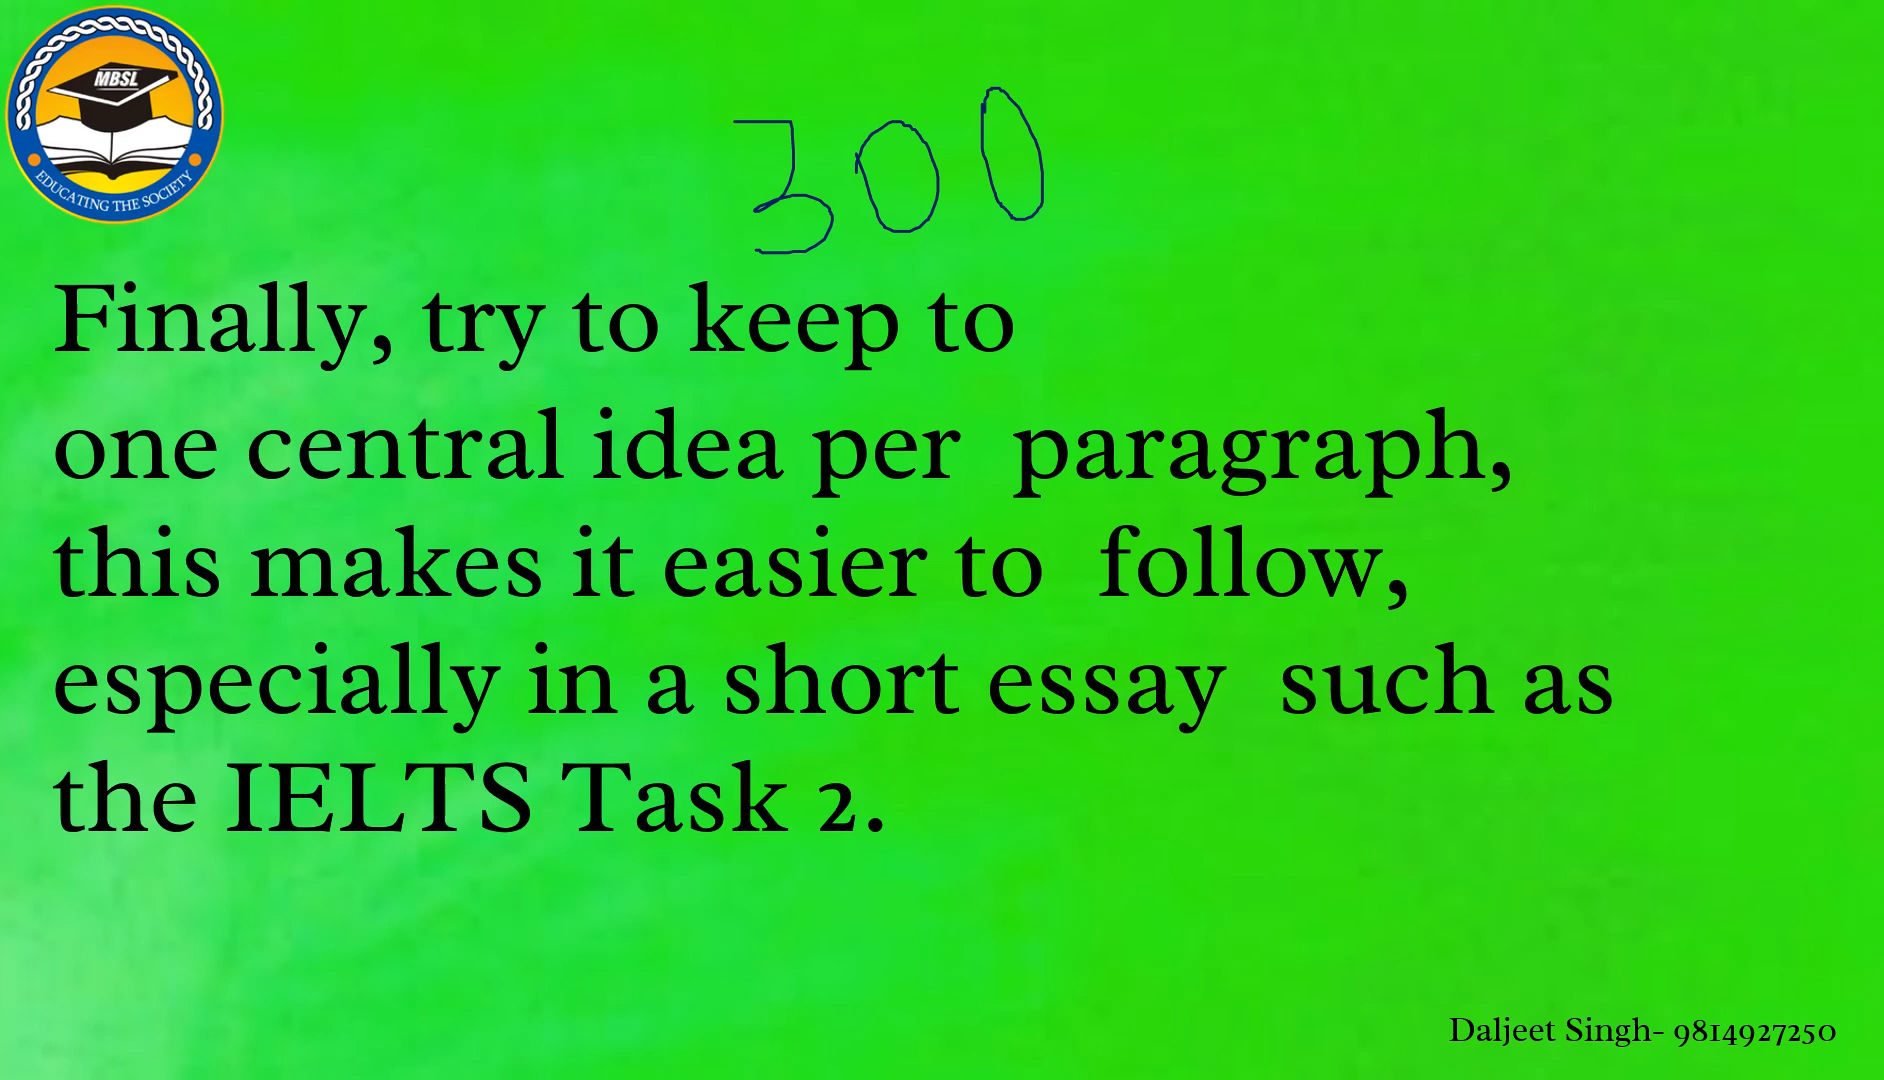 MBSL
EDUCATING THE SOCIETY
300
Finally, try to keep to
one central idea per paragraph,
this makes it easier to follow,
especially in a short essay such as
the IELTS Task 2.
Daljeet Singh- 9814927250